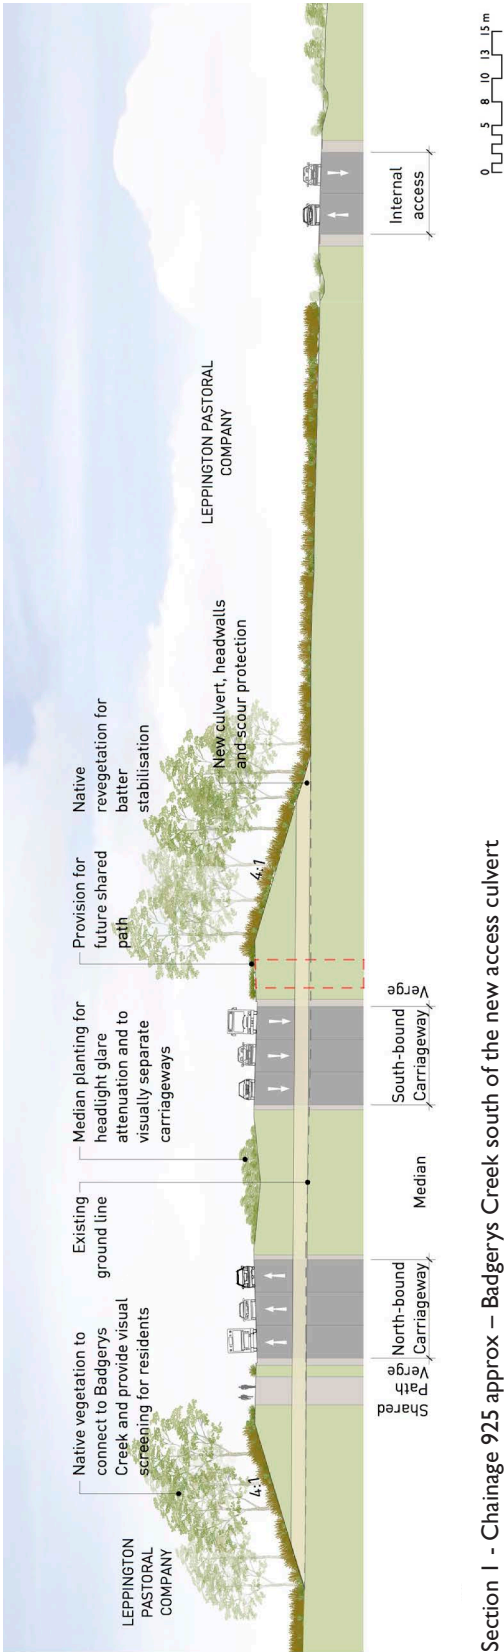 Native vegetation to
connect to Badgerys
Creek and provide visual
screening for residents
Existing
ground line
Median planting for
headlight glare
attenuation and to
visually separate
carriageways
Provision for
future shared
path
Native
revegetation for
batter
stabilisation
LEPPINGTON
PASTORAL
COMPANY
4:1
4:1
New culvert, headwalls
and scour protection
LEPPINGTON PASTORAL
COMPANY
Shared
Path
Verge
North-bound
Carriageway
Median
South-bound
Carriageway
Verge
Internal
access
Section 1 - Chainage 925 approx – Badgerys Creek south of the new access culvert
0 5 8 10 13 15 m